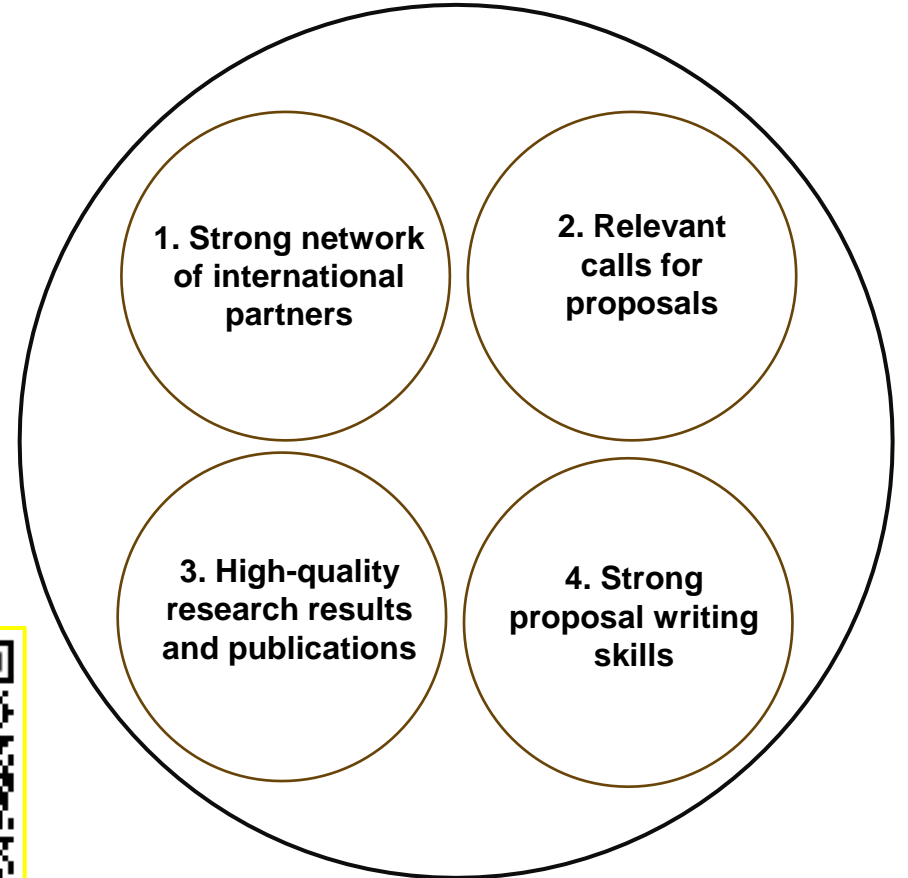 1. Strong network
of international
partners
2. Relevant
calls for
proposals
3. High-quality
research results
and publications
4. Strong
proposal writing
skills